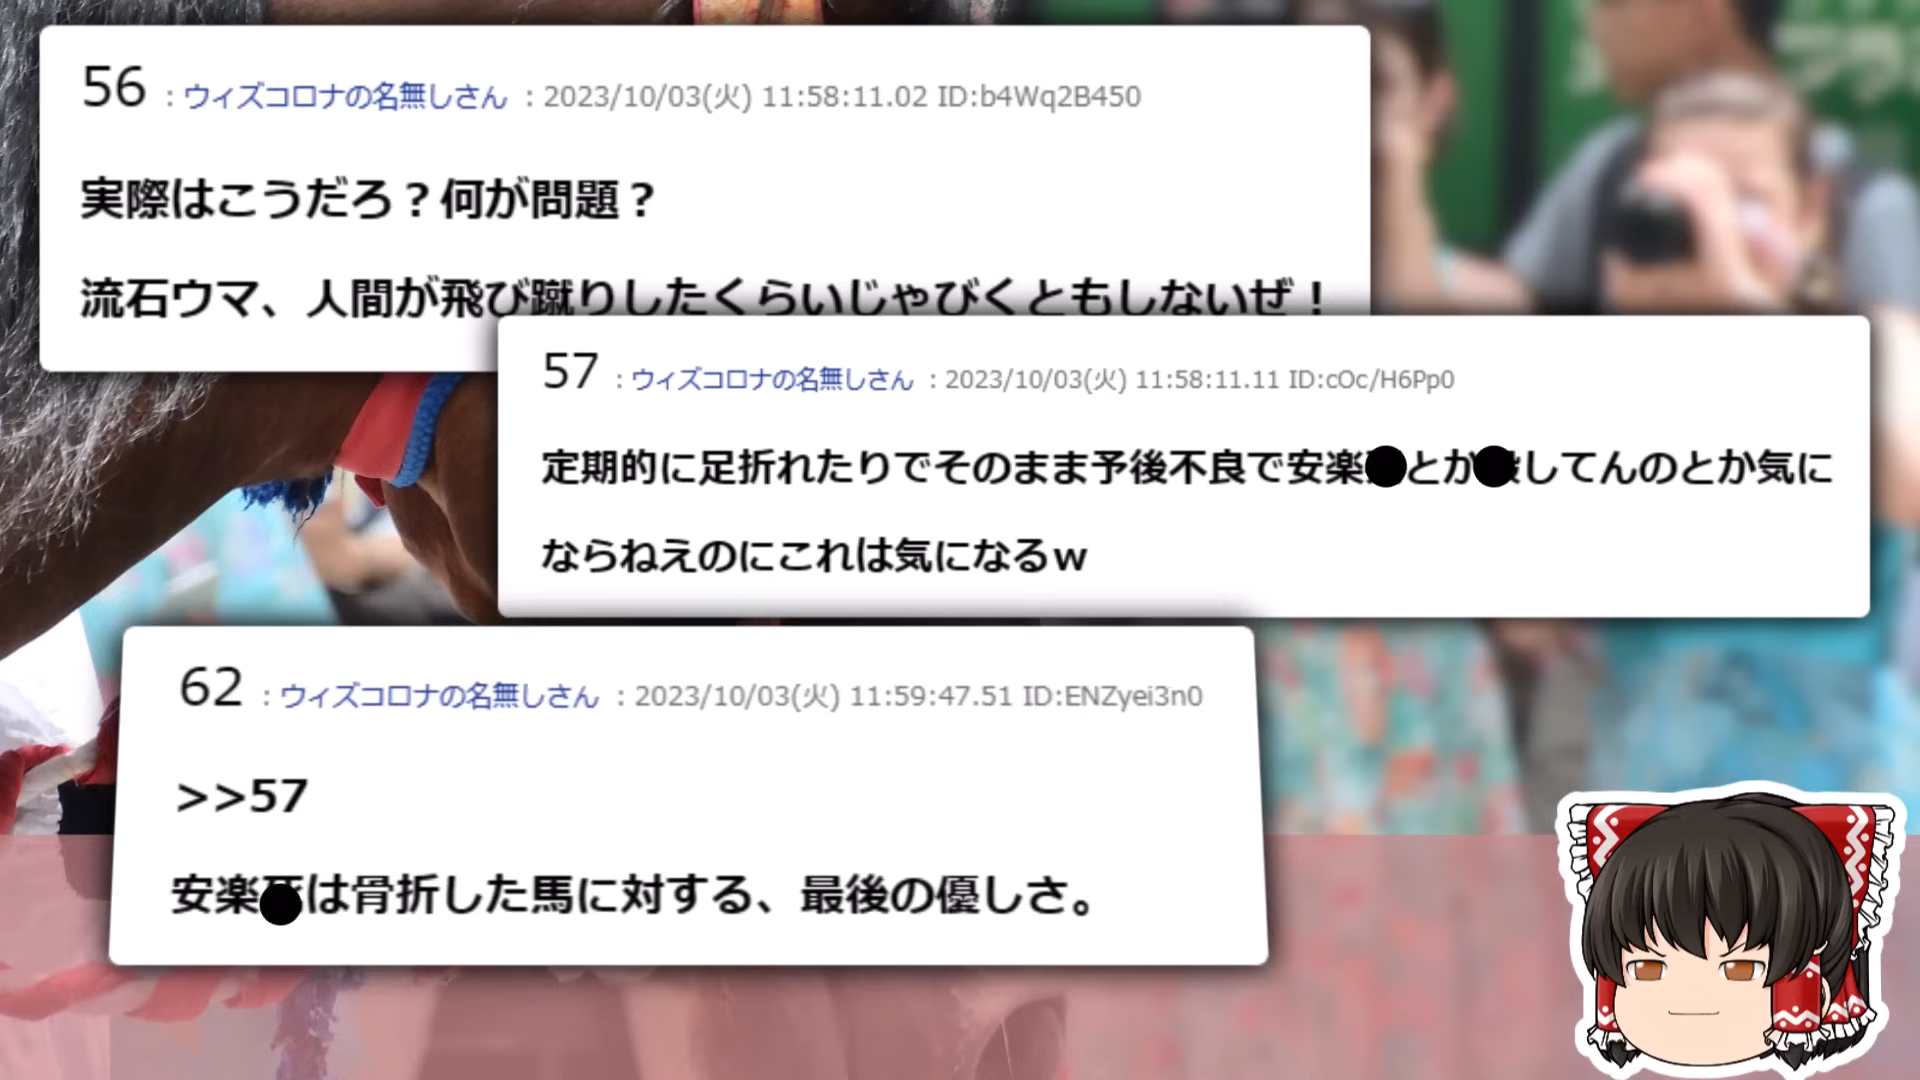 56 : ウィズコロナの名無しさん : 2023/10/03(火) 11:58:11.02 ID:b4Wq2B450
実際はこうだろ？何が問題？
流石ウマ、人間が飛び蹴りしたくらいじゃびくともしないぜ！
57 : ウィズコロナの名無しさん : 2023/10/03(火) 11:58:11.11 ID:cOc/H6Pp0
定期的に足折れたりでそのまま予後不良で安楽●とか●してんのとか気に
ならねえのにこれは気になるｗ
62 : ウィズコロナの名無しさん : 2023/10/03(火) 11:59:47.51 ID:ENZyei3n0
>>57
安楽●は骨折した馬に対する、最後の優しさ。